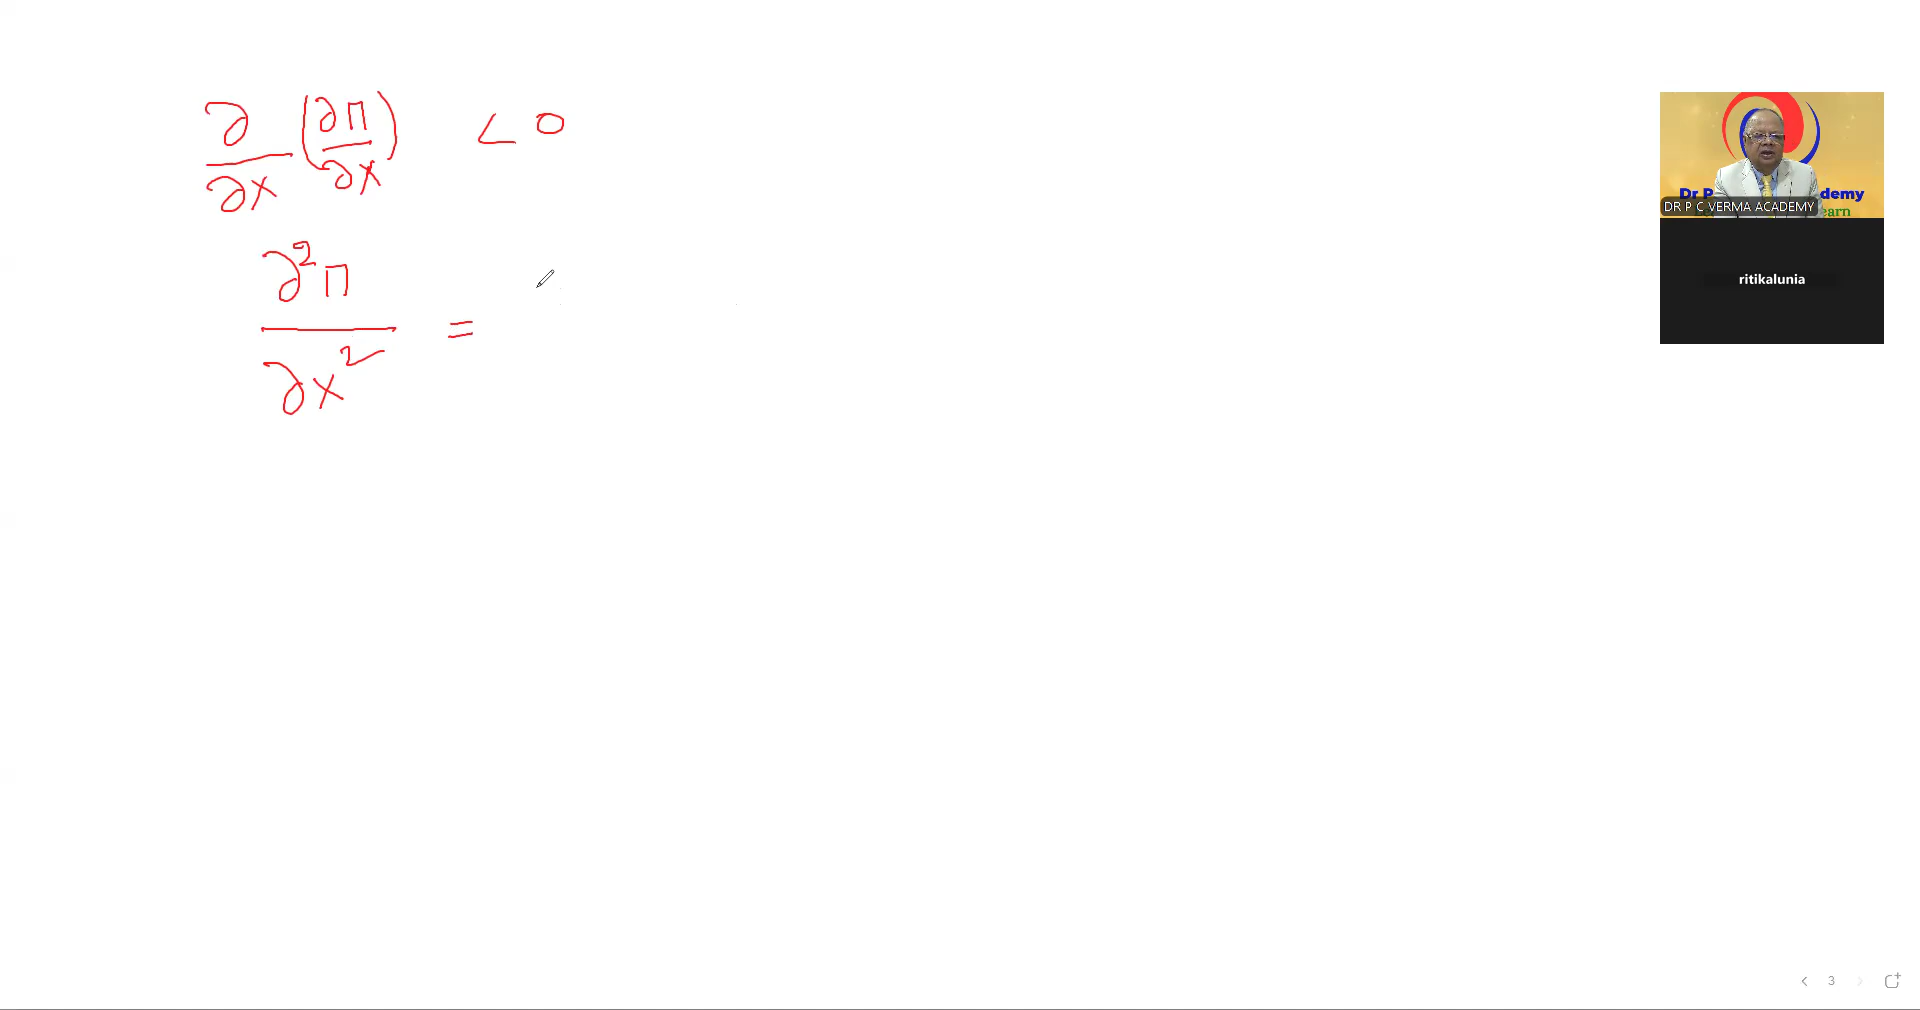 ∂/∂x (∂Π/∂x) < 0
∂²Π/∂x² =
Dr P
demy
DR P C VERMA ACADEMY
earn
ritikalunia
3